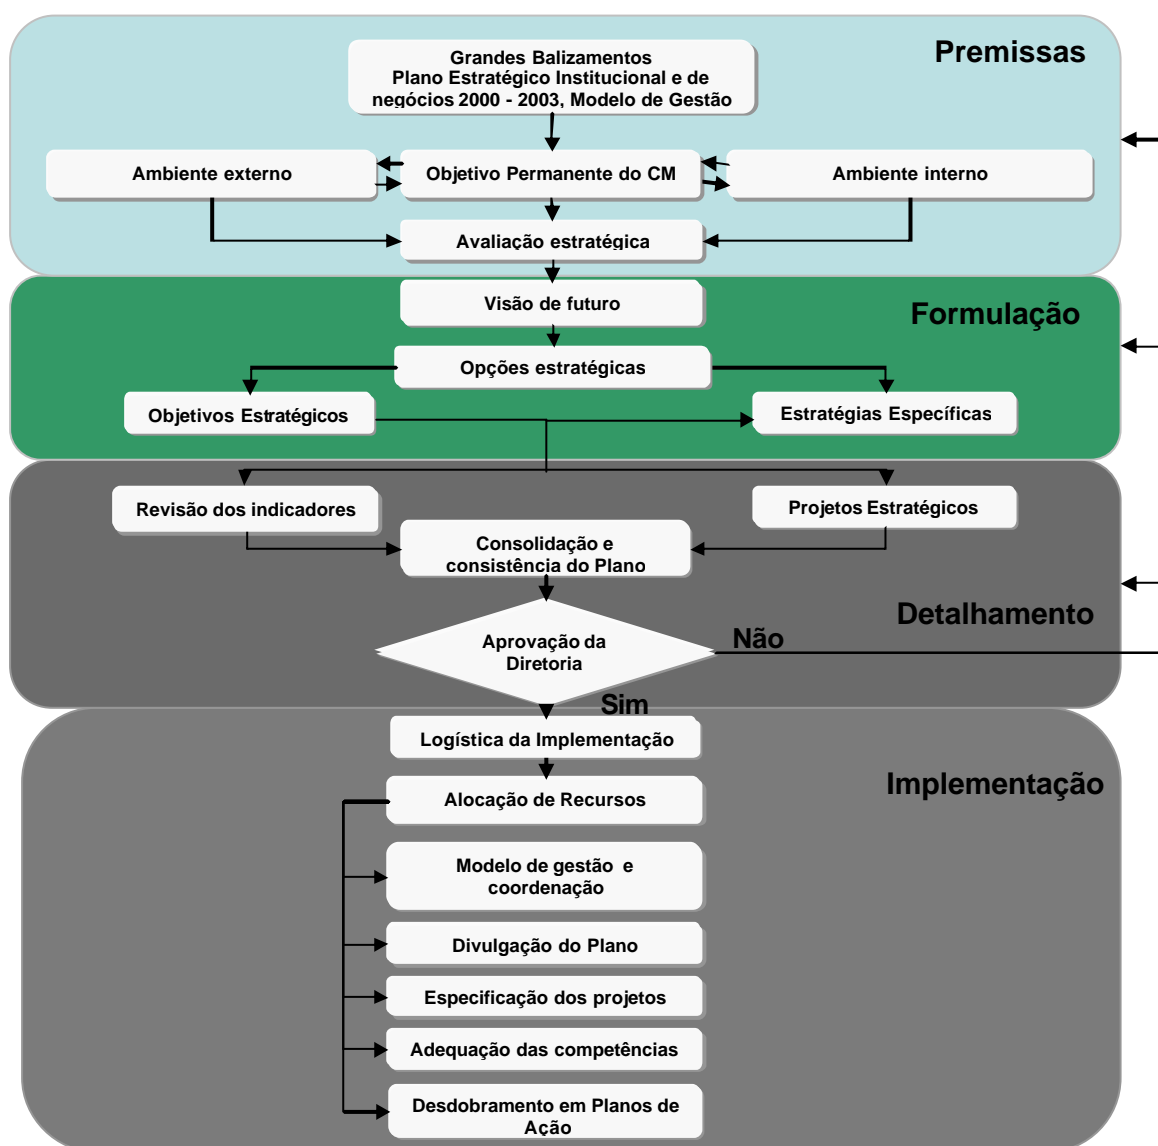 Premissas
Grandes Balizamentos
Plano Estratégico Institucional e de
negócios 2000 - 2003, Modelo de Gestão
Ambiente externo
Objetivo Permanente do CM
Ambiente interno
Avaliação estratégica
Visão de futuro
Formulação
Opções estratégicas
Objetivos Estratégicos
Estratégias Específicas
Revisão dos indicadores
Projetos Estratégicos
Consolidação e
consistência do Plano
Detalhamento
Aprovação da
Diretoria
Não
Sim
Logística da Implementação
Implementação
Alocação de Recursos
Modelo de gestão e
coordenação
Divulgação do Plano
Especificação dos projetos
Adequação das competências
Desdobramento em Planos de
Ação